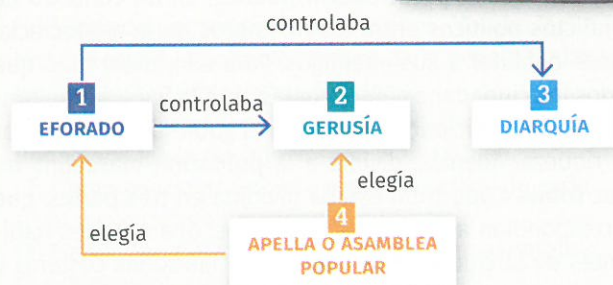 controlaba
1
EFORADO
controlaba
2
GERUSÍA
3
DIARQUÍA
elegía
elegía
4
APELLA O ASAMBLEA
POPULAR